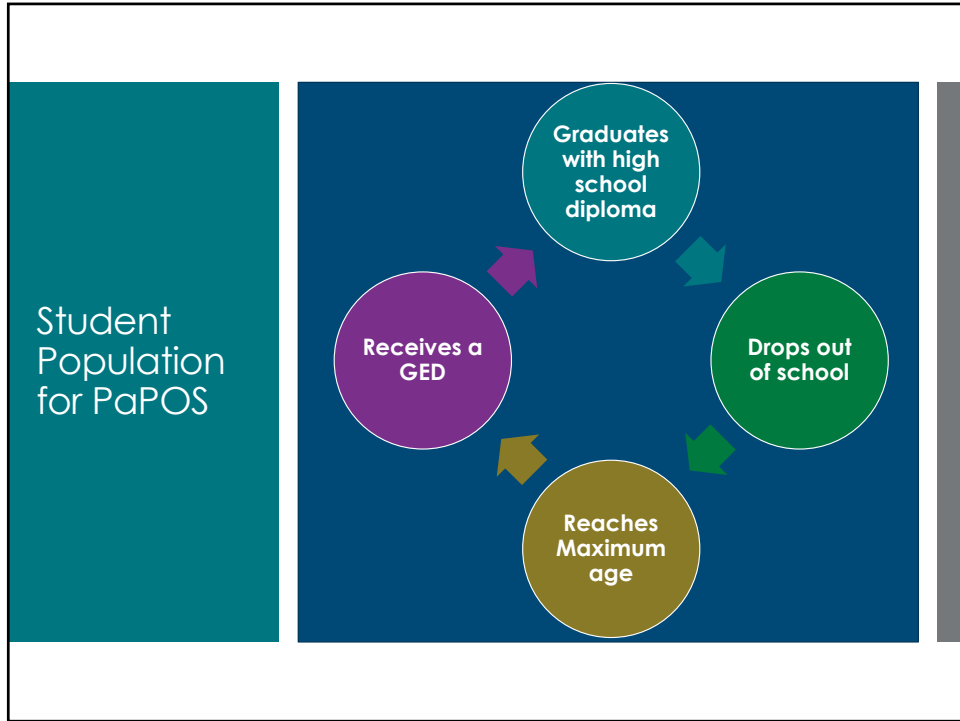 Student
Population
for PaPOS
Graduates
with high
school
diploma
Drops out
of school
Reaches
Maximum
age
Receives a
GED